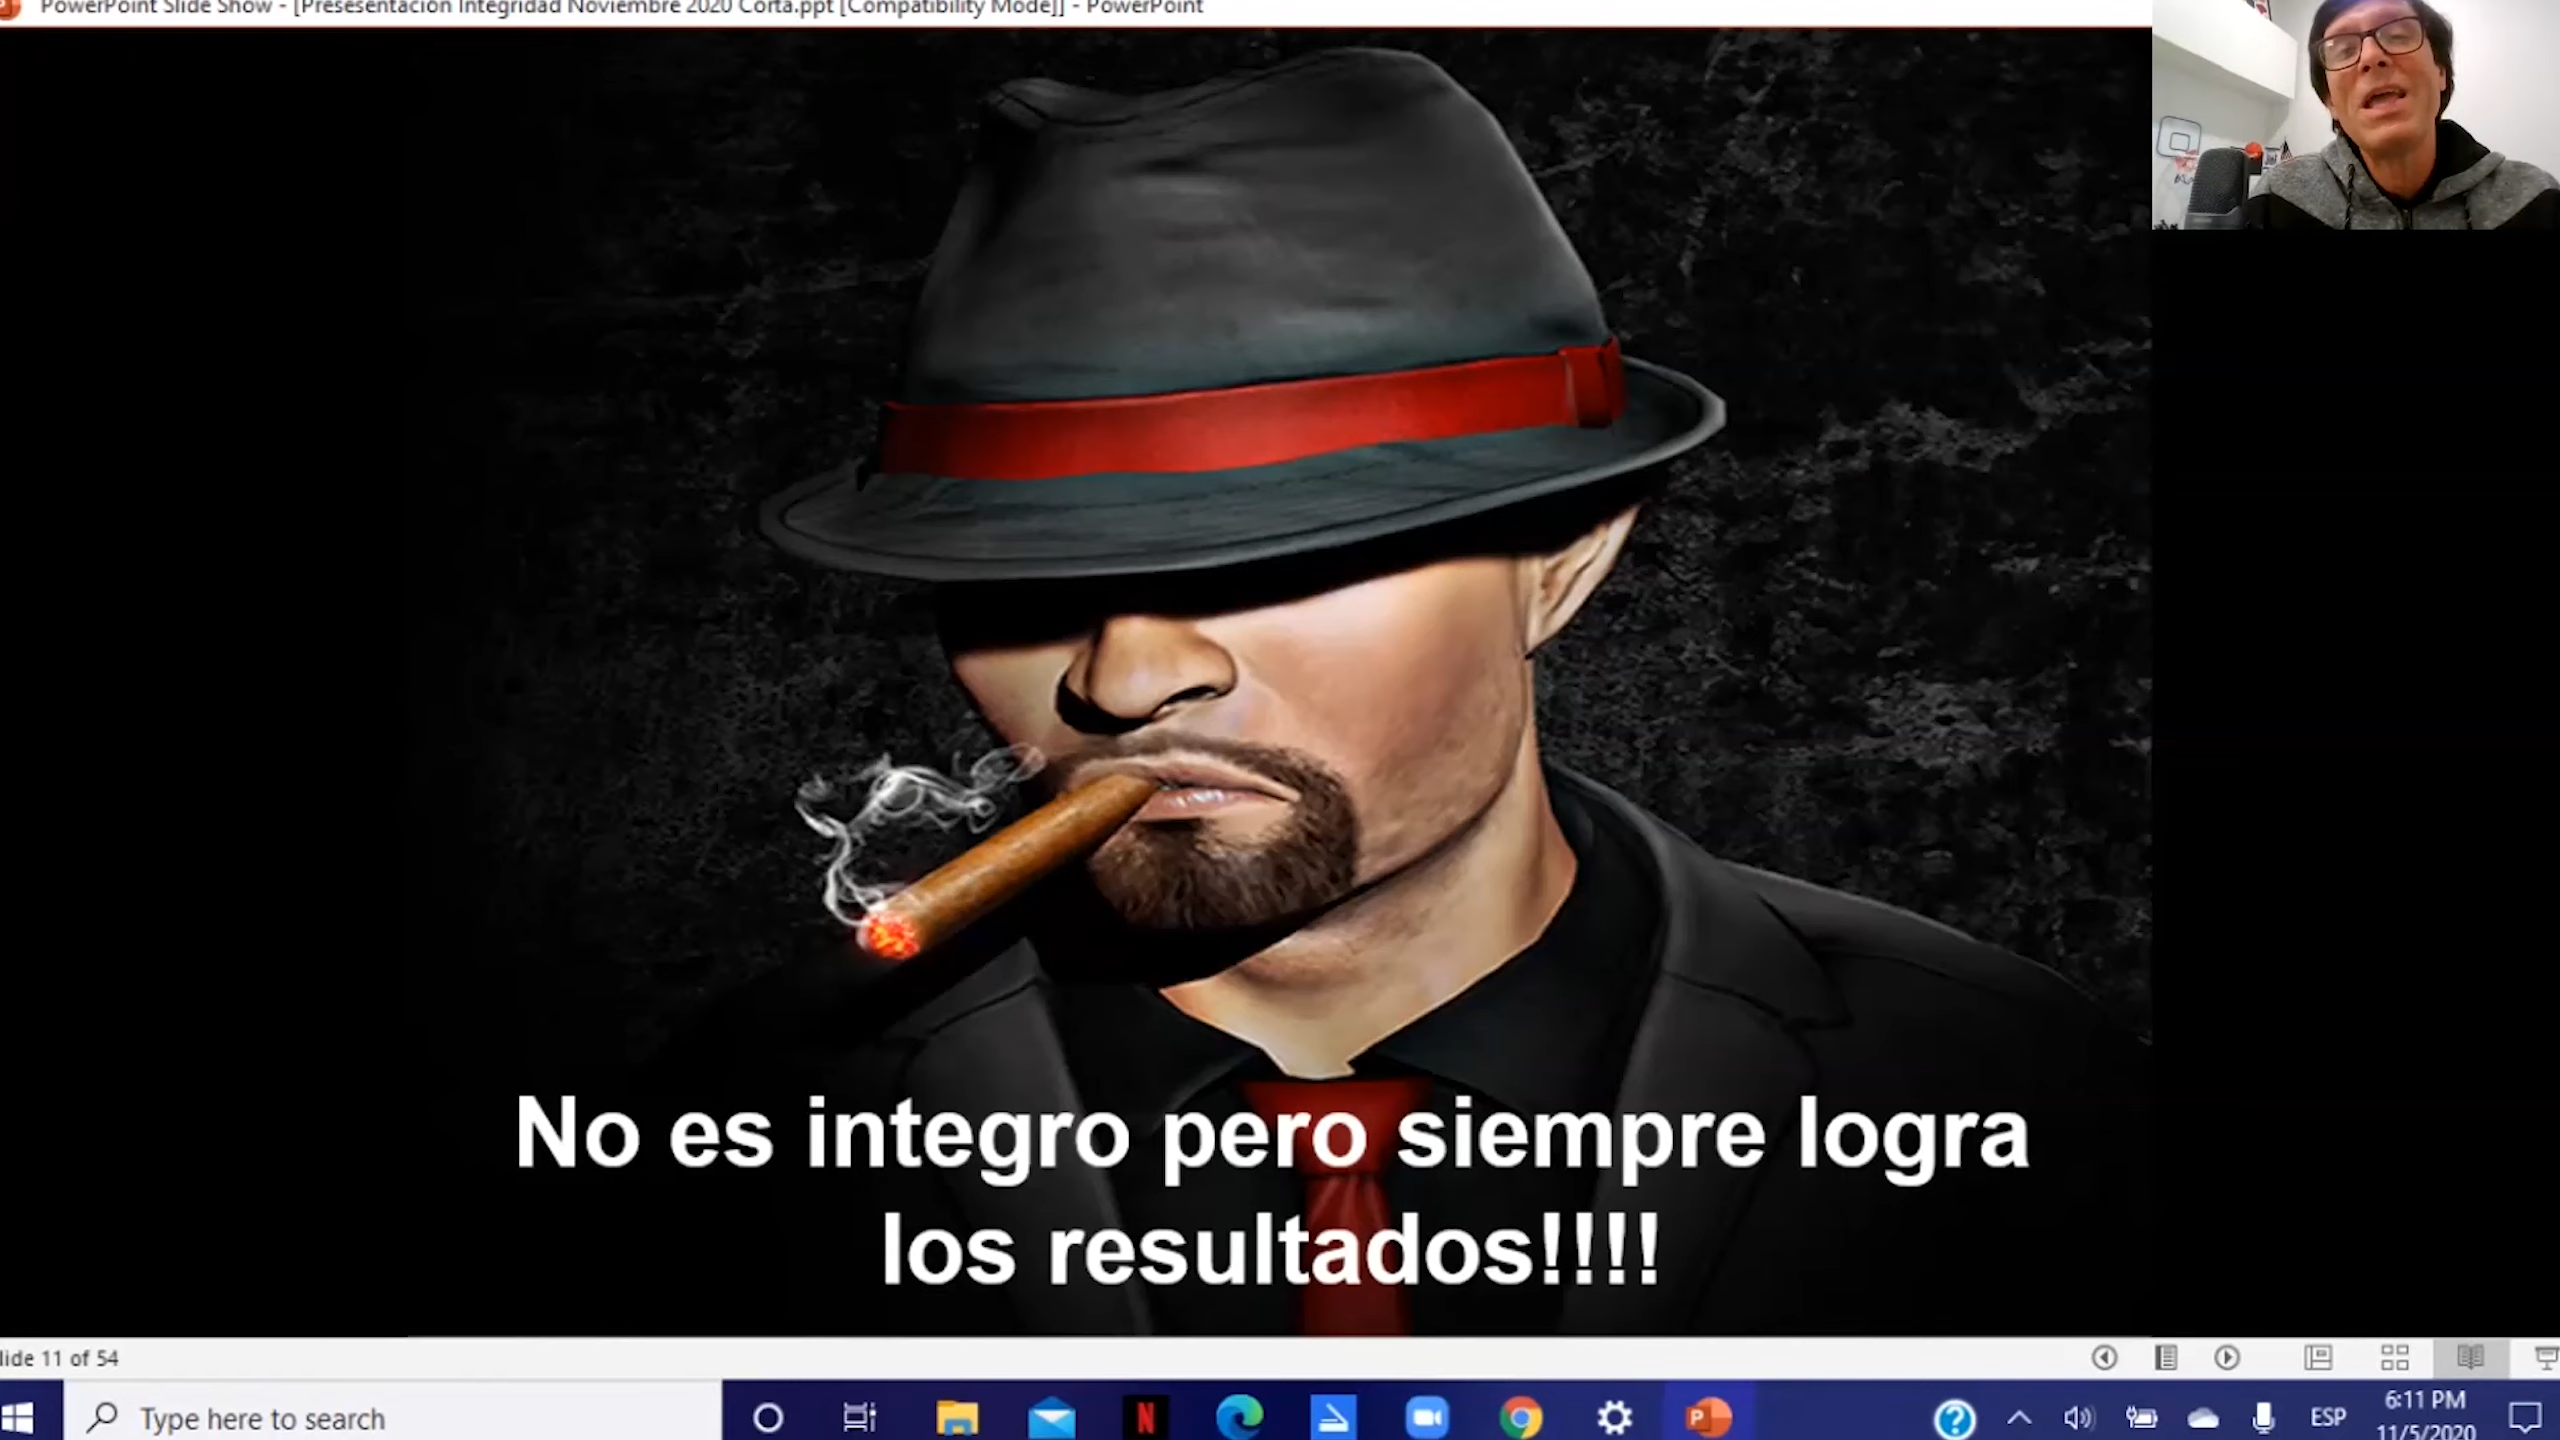 PowerPoint Slide Show - [Presesentación Integridad Noviembre 2020 Corta.ppt [Compatibility Mode]] - PowerPoint
No es integro pero siempre logra
los resultados!!!!
lide 11 of 54
Type here to search
N
P
?
ESP
6:11 PM
11/5/2020